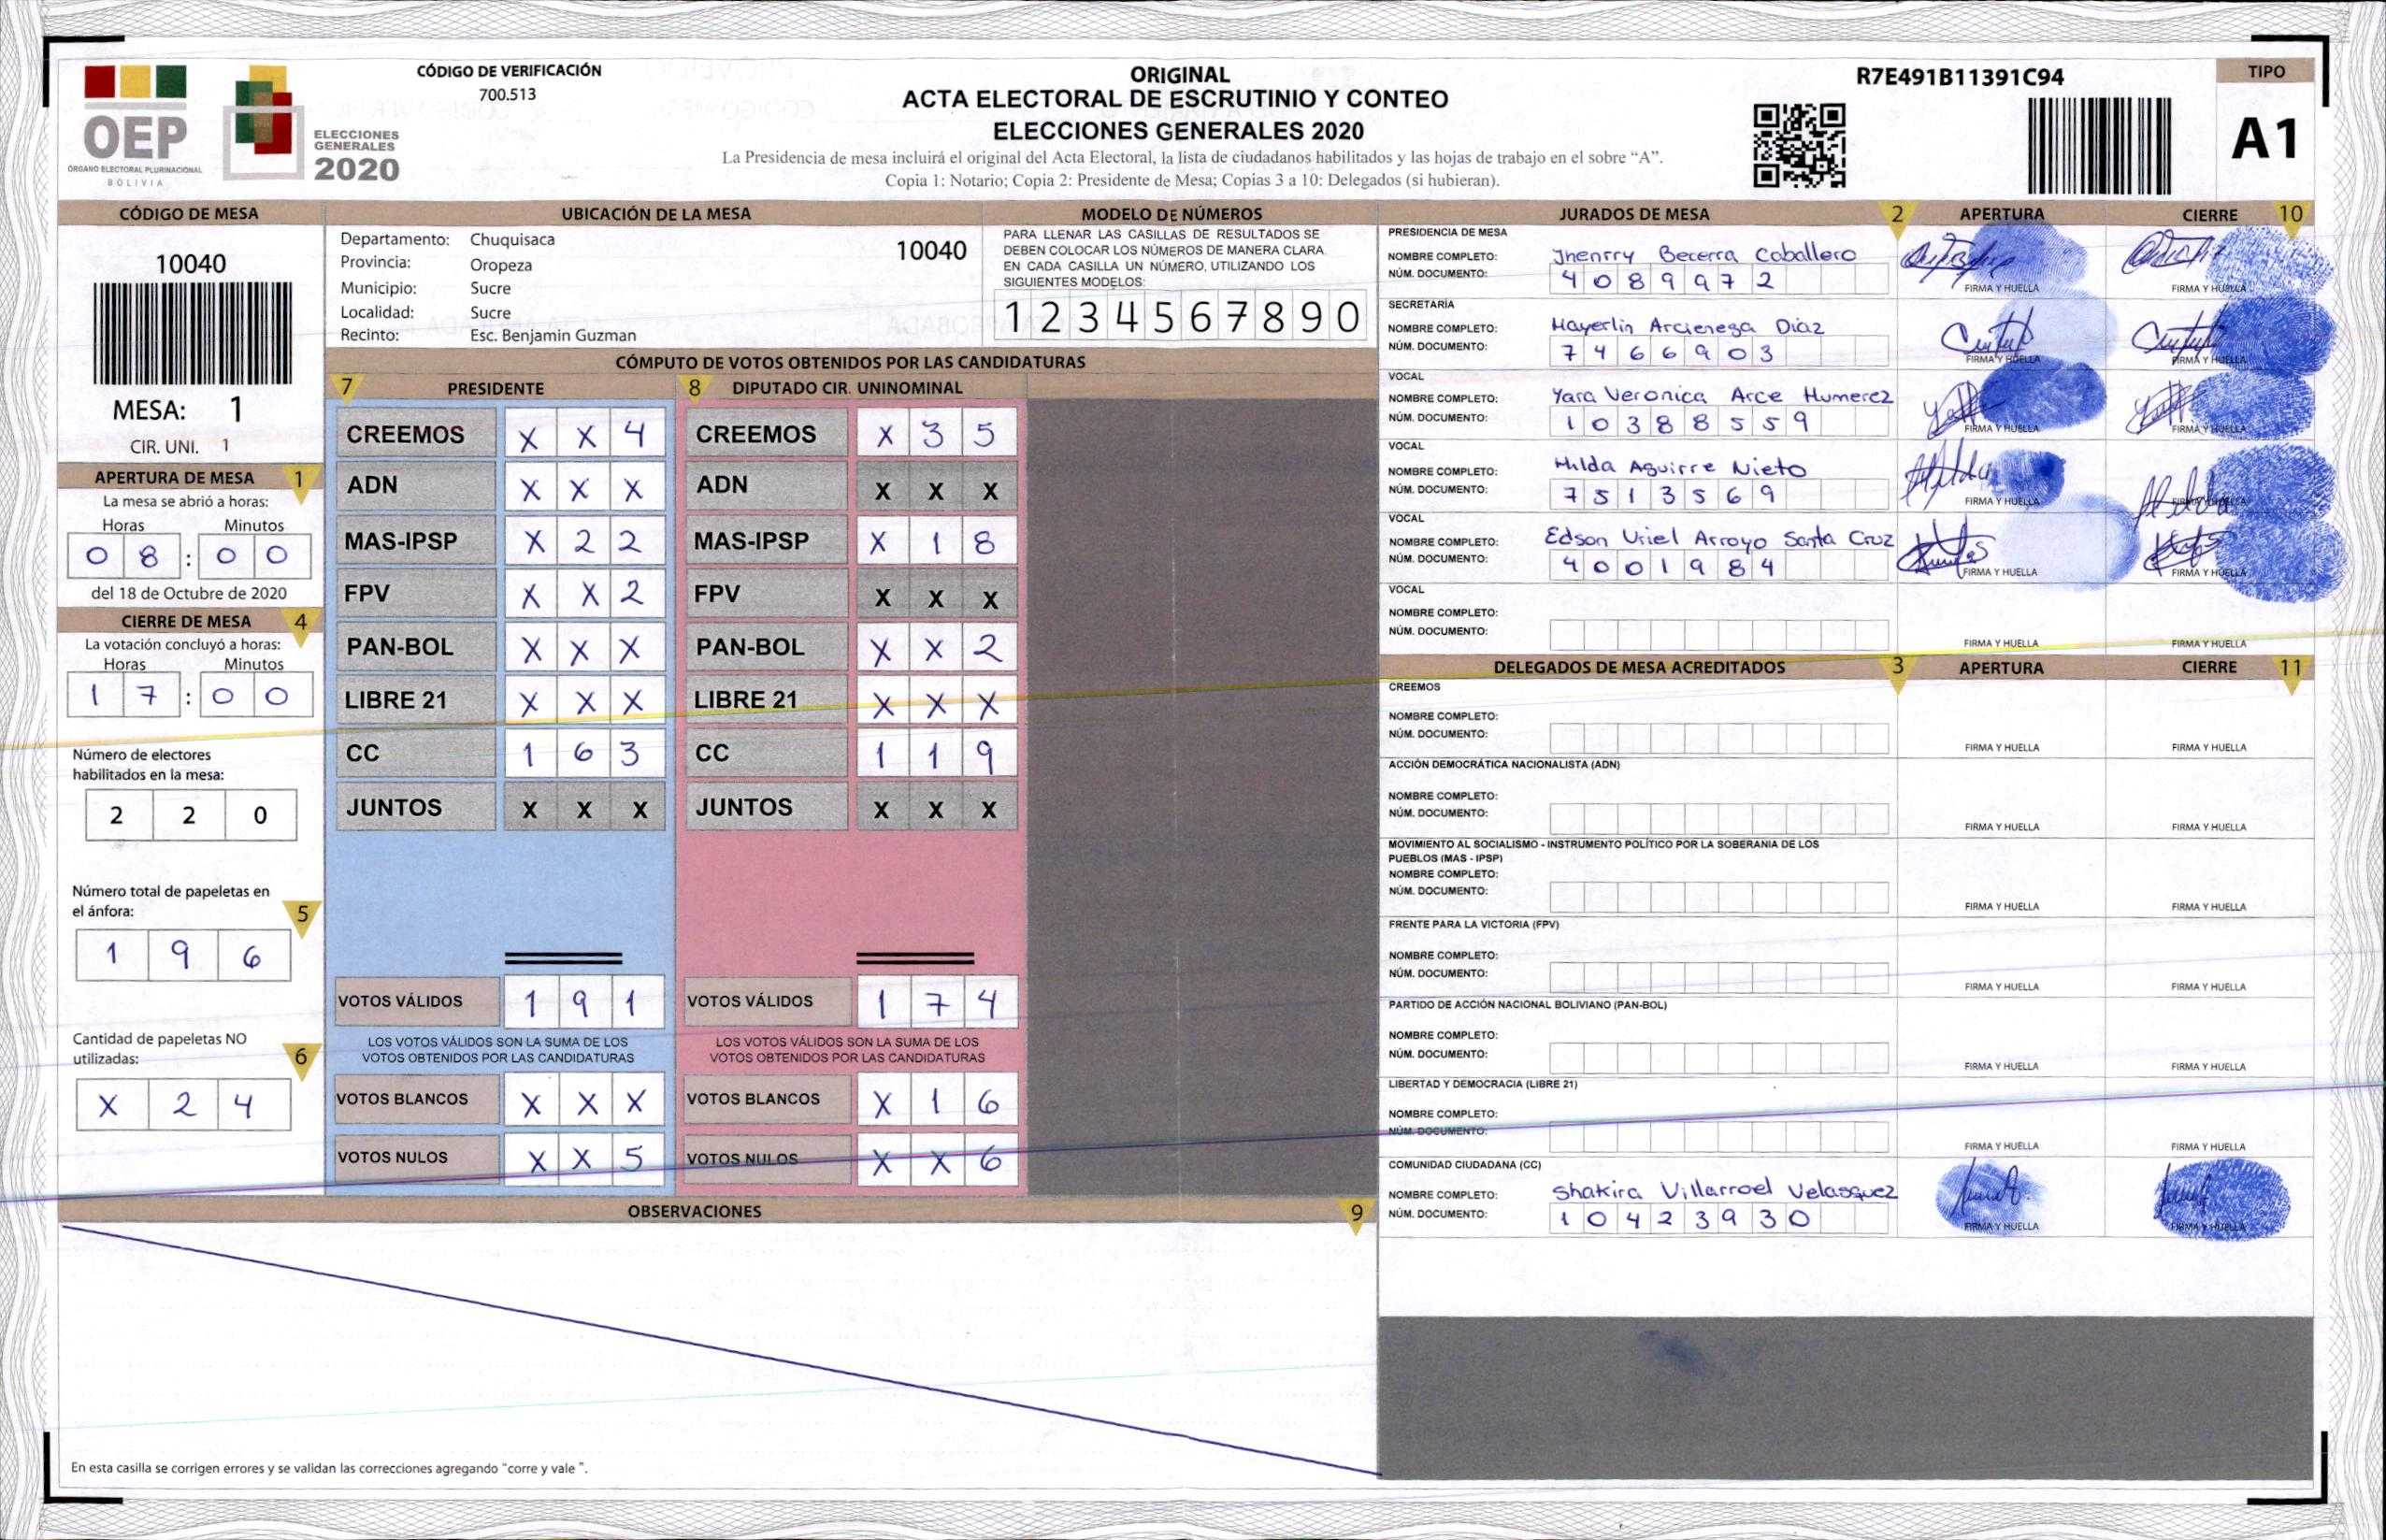 OEP
ÓRGANO ELECTORAL PLURINACIONAL
BOLIVIA
ELECCIONES
GENERALES
2020
CÓDIGO DE VERIFICACIÓN
700.513
ORIGINAL
ACTA ELECTORAL DE ESCRUTINIO Y CONTEO
ELECCIONES GENERALES 2020
La Presidencia de mesa incluirá el original del Acta Electoral, la lista de ciudadanos habilitados y las hojas de trabajo en el sobre “A”.
Copia 1: Notario; Copia 2: Presidente de Mesa; Copias 3 a 10: Delegados (si hubieran).
R7E491B11391C94
TIPO
A1
CÓDIGO DE MESA
10040
MESA: 1
CIR. UNI. 1
APERTURA DE MESA 1
La mesa se abrió a horas:
Horas Minutos
0 8 : 0 0
del 18 de Octubre de 2020
CIERRE DE MESA 4
La votación concluyó a horas:
Horas Minutos
1 7 : 0 0
Número de electores
habilitados en la mesa:
2 2 0
Número total de papeletas en
el ánfora: 5
1 9 6
Cantidad de papeletas NO
utilizadas: 6
X 2 4
UBICACIÓN DE LA MESA
Departamento: Chuquisaca 10040
Provincia: Oropeza
Municipio: Sucre
Localidad: Sucre
Recinto: Esc. Benjamin Guzman
MODELO DE NÚMEROS
PARA LLENAR LAS CASILLAS DE RESULTADOS SE
DEBEN COLOCAR LOS NÚMEROS DE MANERA CLARA
EN CADA CASILLA UN NÚMERO, UTILIZANDO LOS
SIGUIENTES MODELOS:
1 2 3 4 5 6 7 8 9 0
CÓMPUTO DE VOTOS OBTENIDOS POR LAS CANDIDATURAS
7 PRESIDENTE 8 DIPUTADO CIR. UNINOMINAL
CREEMOS X X 4 CREEMOS X 3 5
ADN X X X ADN X X X
MAS-IPSP X 2 2 MAS-IPSP X 1 8
FPV X X 2 FPV X X X
PAN-BOL X X X PAN-BOL X X 2
LIBRE 21 X X X LIBRE 21 X X X
CC 1 6 3 CC 1 1 9
JUNTOS X X X JUNTOS X X X
VOTOS VÁLIDOS 1 9 1 VOTOS VÁLIDOS 1 7 4
LOS VOTOS VÁLIDOS SON LA SUMA DE LOS LOS VOTOS VÁLIDOS SON LA SUMA DE LOS
VOTOS OBTENIDOS POR LAS CANDIDATURAS VOTOS OBTENIDOS POR LAS CANDIDATURAS
VOTOS BLANCOS X X X VOTOS BLANCOS X 1 6
VOTOS NULOS X X 5 VOTOS NULOS X X 6
OBSERVACIONES 9
En esta casilla se corrigen errores y se validan las correcciones agregando “corre y vale ”.
JURADOS DE MESA 2 APERTURA CIERRE 10
PRESIDENCIA DE MESA
NOMBRE COMPLETO: Jhenrry Becerra Caballero
NÚM. DOCUMENTO: 4 0 8 9 9 7 2
FIRMA Y HUELLA FIRMA Y HUELLA
SECRETARÍA
NOMBRE COMPLETO: Mayerlin Arcienega Díaz
NÚM. DOCUMENTO: 7 4 6 6 9 0 3
FIRMA Y HUELLA FIRMA Y HUELLA
VOCAL
NOMBRE COMPLETO: Yara Veronica Arce Humerez
NÚM. DOCUMENTO: 1 0 3 8 8 5 5 9
FIRMA Y HUELLA FIRMA Y HUELLA
VOCAL
NOMBRE COMPLETO: Hilda Aguirre Nieto
NÚM. DOCUMENTO: 7 5 1 3 5 6 9
FIRMA Y HUELLA FIRMA Y HUELLA
VOCAL
NOMBRE COMPLETO: Edson Uriel Arroyo Santa Cruz
NÚM. DOCUMENTO: 4 0 0 1 9 8 4
FIRMA Y HUELLA FIRMA Y HUELLA
VOCAL
NOMBRE COMPLETO:
NÚM. DOCUMENTO:
FIRMA Y HUELLA FIRMA Y HUELLA
DELEGADOS DE MESA ACREDITADOS 3 APERTURA CIERRE 11
CREEMOS
NOMBRE COMPLETO:
NÚM. DOCUMENTO:
FIRMA Y HUELLA FIRMA Y HUELLA
ACCIÓN DEMOCRÁTICA NACIONALISTA (ADN)
NOMBRE COMPLETO:
NÚM. DOCUMENTO:
FIRMA Y HUELLA FIRMA Y HUELLA
MOVIMIENTO AL SOCIALISMO - INSTRUMENTO POLÍTICO POR LA SOBERANIA DE LOS
PUEBLOS (MAS - IPSP)
NOMBRE COMPLETO:
NÚM. DOCUMENTO:
FIRMA Y HUELLA FIRMA Y HUELLA
FRENTE PARA LA VICTORIA (FPV)
NOMBRE COMPLETO:
NÚM. DOCUMENTO:
FIRMA Y HUELLA FIRMA Y HUELLA
PARTIDO DE ACCIÓN NACIONAL BOLIVIANO (PAN-BOL)
NOMBRE COMPLETO:
NÚM. DOCUMENTO:
FIRMA Y HUELLA FIRMA Y HUELLA
LIBERTAD Y DEMOCRACIA (LIBRE 21)
NOMBRE COMPLETO:
NÚM. DOCUMENTO:
FIRMA Y HUELLA FIRMA Y HUELLA
COMUNIDAD CIUDADANA (CC)
NOMBRE COMPLETO: Shakira Villarroel Velasquez
NÚM. DOCUMENTO: 1 0 4 2 3 9 3 0
FIRMA Y HUELLA FIRMA Y HUELLA